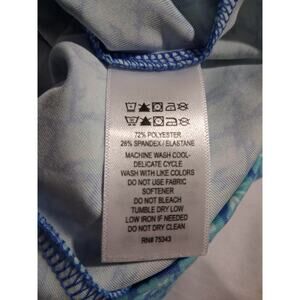 72% POLYESTER
28% SPANDEX / ELASTANE
MACHINE WASH COOL-
DELICATE CYCLE
WASH WITH LIKE COLORS
DO NOT USE FABRIC
SOFTENER
DO NOT BLEACH
TUMBLE DRY LOW
LOW IRON IF NEEDED
DO NOT DRY CLEAN
RN# 75343